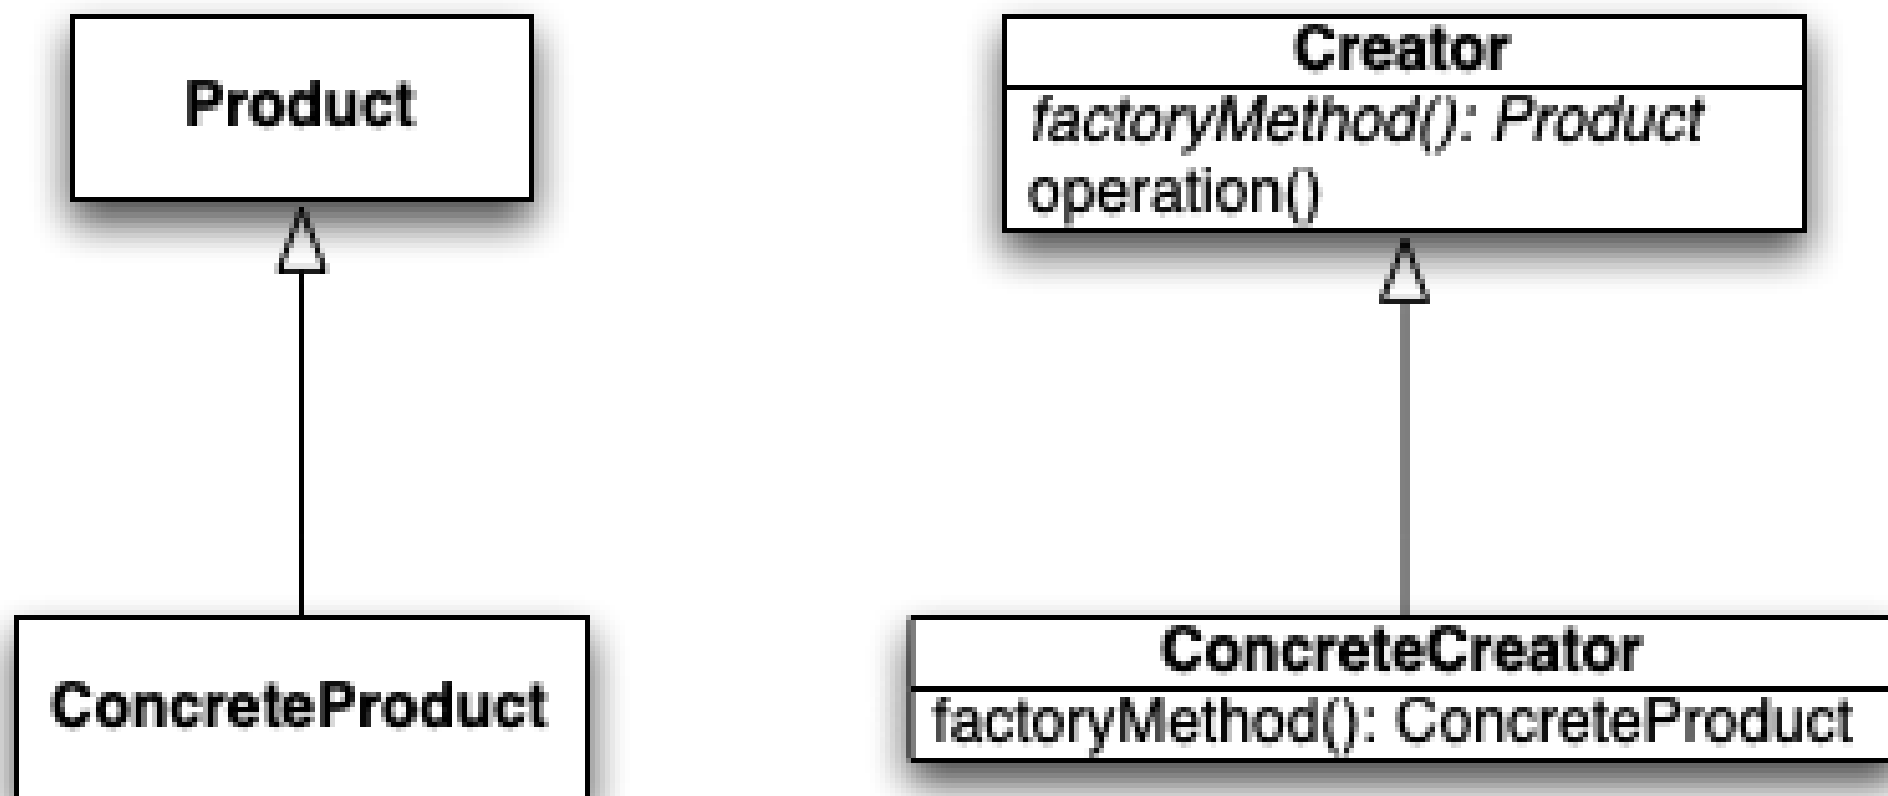 Product
Creator
factoryMethod(): Product
operation()
ConcreteProduct
ConcreteCreator
factoryMethod(): ConcreteProduct